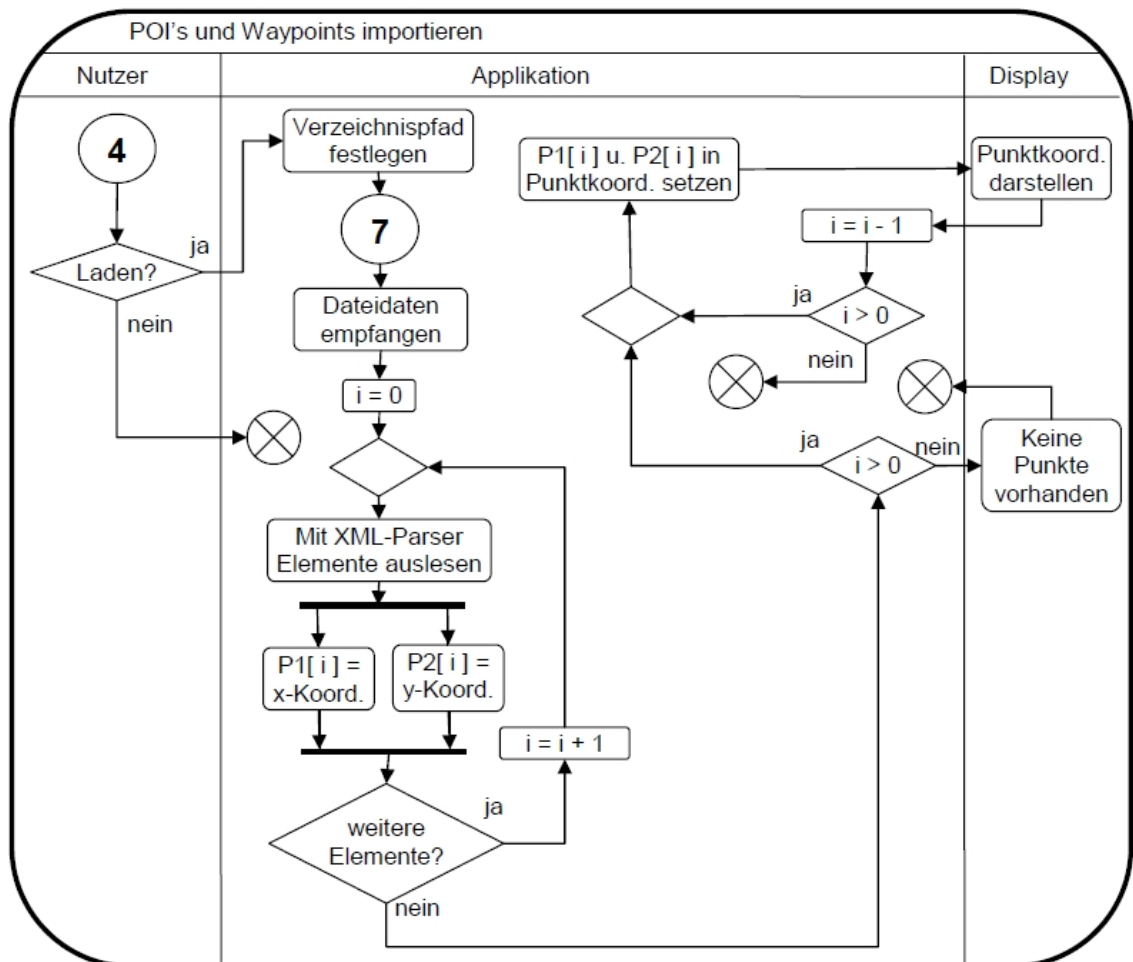 POI's und Waypoints importieren
Nutzer
Applikation
Display
4
Laden?
ja
nein
Verzeichnispfad
festlegen
7
Dateidaten
empfangen
i = 0
Mit XML-Parser
Elemente auslesen
P1[ i ] =
x-Koord.
P2[ i ] =
y-Koord.
weitere
Elemente?
ja
i = i + 1
nein
i > 0
ja
nein
Keine
Punkte
vorhanden
P1[ i ] u. P2[ i ] in
Punktkoord. setzen
Punktkoord.
darstellen
i = i - 1
i > 0
ja
nein